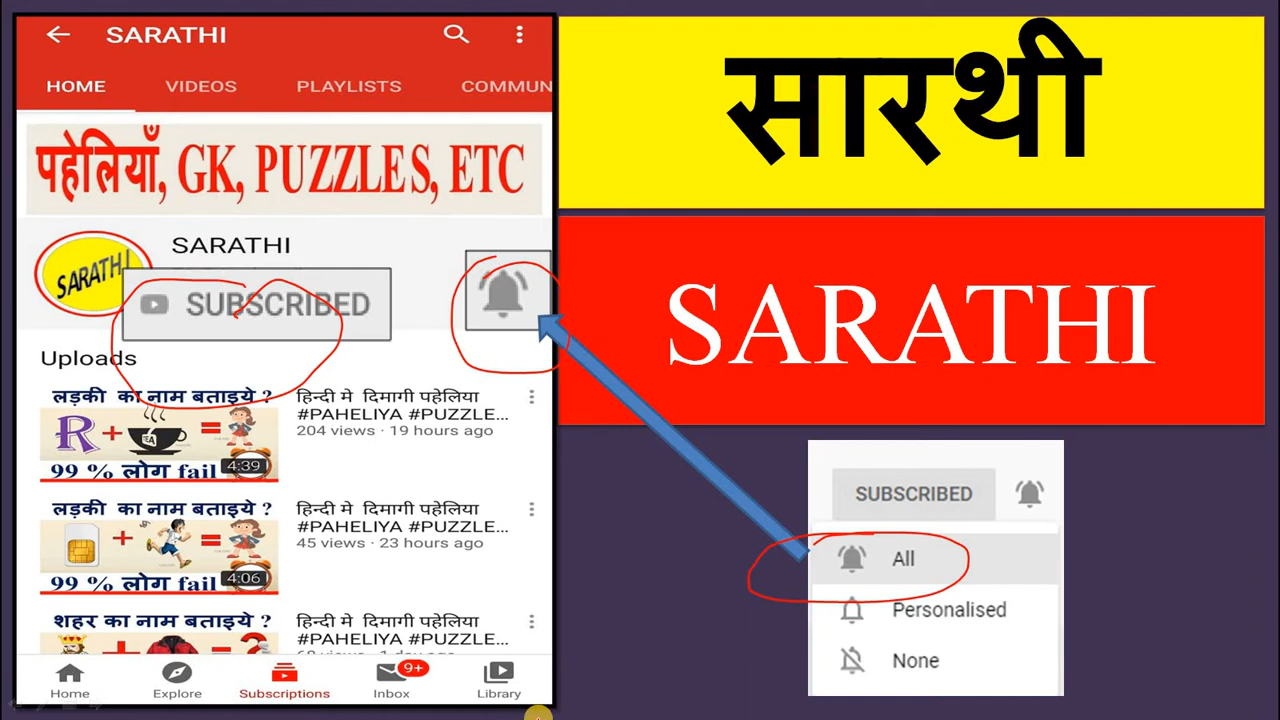 SARATHI
HOME VIDEOS PLAYLISTS COMMUN
पहेलियाँ, GK, PUZZLES, ETC
SARATHI
SARATHI
SUBSCRIBED
Uploads
लड़की का नाम बताइये ?
R + TEA =
99 % लोग fail 4:39
हिन्दी मे दिमागी पहेलिया
#PAHELIYA #PUZZLE...
204 views · 19 hours ago
लड़की का नाम बताइये ?
+ =
99 % लोग fail 4:06
हिन्दी मे दिमागी पहेलिया
#PAHELIYA #PUZZLE...
45 views · 23 hours ago
शहर का नाम बताइये ?
+ = ?
हिन्दी मे दिमागी पहेलिया
#PAHELIYA #PUZZLE...
9+
Home Explore Subscriptions Inbox Library
सारथी
SARATHI
SUBSCRIBED
All
Personalised
None